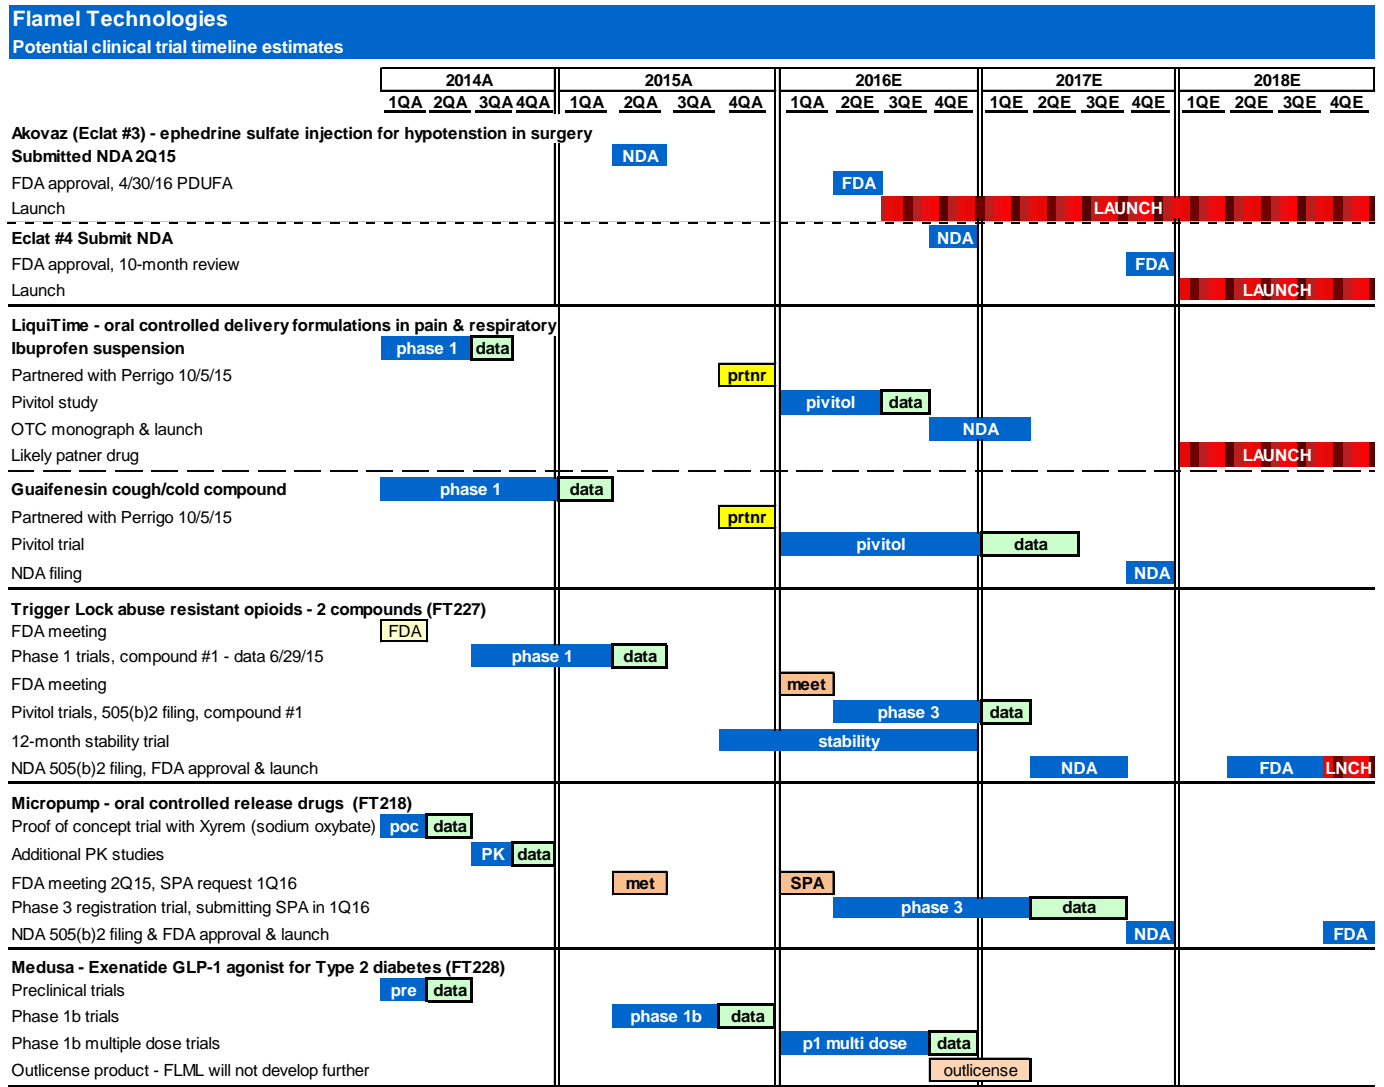 Flamel Technologies
Potential clinical trial timeline estimates
2014A 2015A 2016E 2017E 2018E
1QA 2QA 3QA 4QA 1QA 2QA 3QA 4QA 1QA 2QE 3QE 4QE 1QE 2QE 3QE 4QE 1QE 2QE 3QE 4QE
Akovaz (Eclat #3) - ephedrine sulfate injection for hypotenstion in surgery
Submitted NDA 2Q15 NDA
FDA approval, 4/30/16 PDUFA FDA
Launch LAUNCH
Eclat #4 Submit NDA NDA
FDA approval, 10-month review FDA
Launch LAUNCH
LiquiTime - oral controlled delivery formulations in pain & respiratory
Ibuprofen suspension phase 1 data
Partnered with Perrigo 10/5/15 prtnr
Pivitol study pivitol data
OTC monograph & launch NDA
Likely patner drug LAUNCH
Guaifenesin cough/cold compound phase 1 data
Partnered with Perrigo 10/5/15 prtnr
Pivitol trial pivitol data
NDA filing NDA
Trigger Lock abuse resistant opioids - 2 compounds (FT227)
FDA meeting FDA
Phase 1 trials, compound #1 - data 6/29/15 phase 1 data
FDA meeting meet
Pivitol trials, 505(b)2 filing, compound #1 phase 3 data
12-month stability trial stability
NDA 505(b)2 filing, FDA approval & launch NDA FDA LNCH
Micropump - oral controlled release drugs (FT218)
Proof of concept trial with Xyrem (sodium oxybate) poc data
Additional PK studies PK data
FDA meeting 2Q15, SPA request 1Q16 met SPA
Phase 3 registration trial, submitting SPA in 1Q16 phase 3 data
NDA 505(b)2 filing & FDA approval & launch NDA FDA
Medusa - Exenatide GLP-1 agonist for Type 2 diabetes (FT228)
Preclinical trials pre data
Phase 1b trials phase 1b data
Phase 1b multiple dose trials p1 multi dose data
Outlicense product - FLML will not develop further outlicense